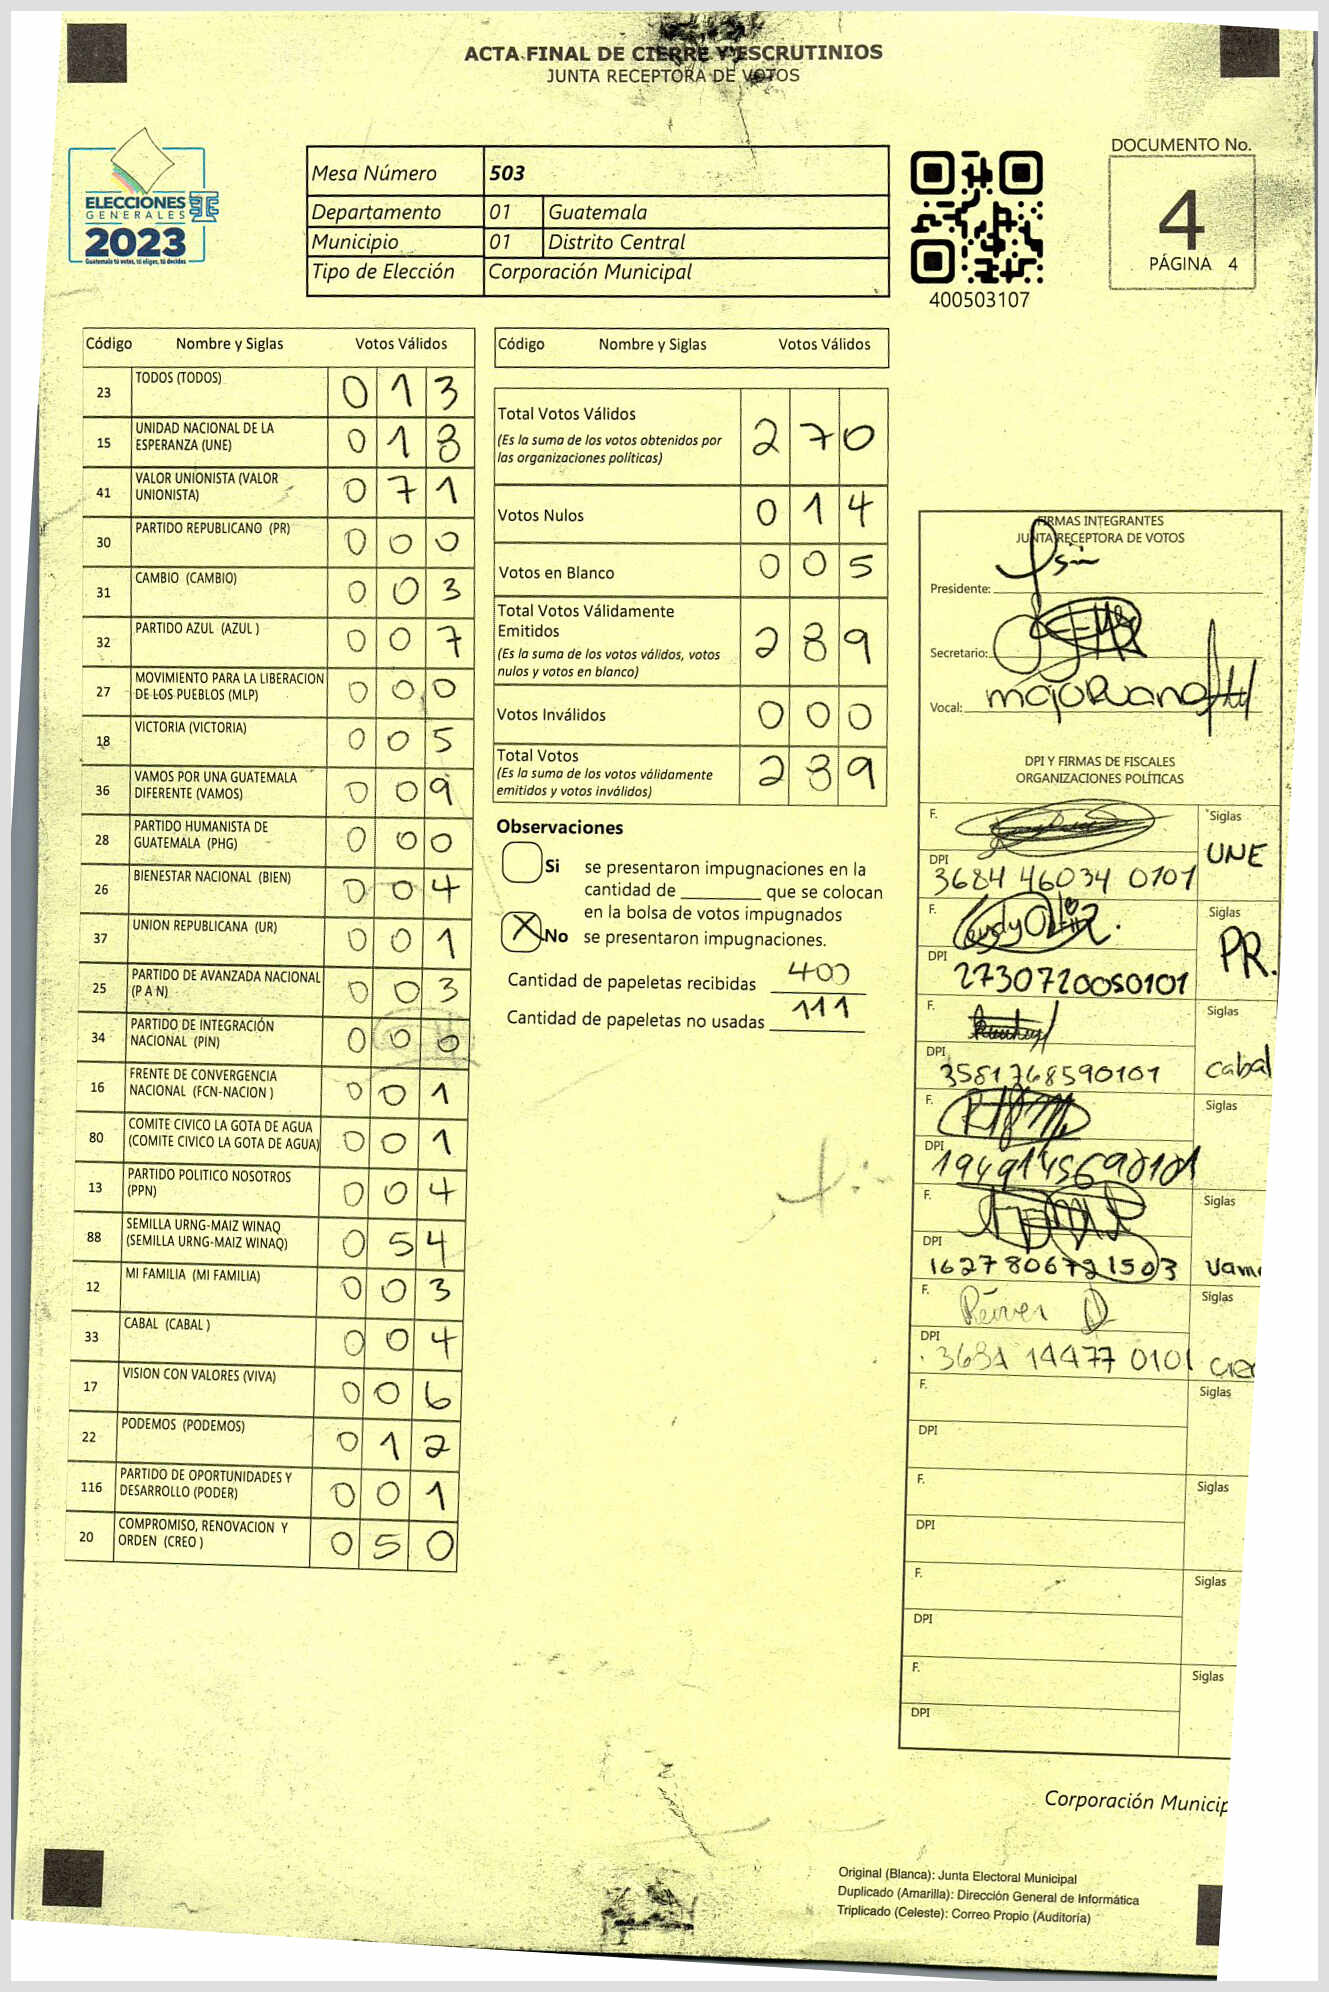 ACTA FINAL DE CIERRE Y ESCRUTINIOS
JUNTA RECEPTORA DE VOTOS
ELECCIONES
GENERALES
2023
Guatemala tú votas, tú eliges, tú decides
Mesa Número 503
Departamento 01 Guatemala
Municipio 01 Distrito Central
Tipo de Elección Corporación Municipal
400503107
DOCUMENTO No.
4
PÁGINA 4
Código Nombre y Siglas Votos Válidos
23 TODOS (TODOS) 0 1 3
15 UNIDAD NACIONAL DE LA
ESPERANZA (UNE) 0 1 8
41 VALOR UNIONISTA (VALOR
UNIONISTA) 0 7 1
30 PARTIDO REPUBLICANO (PR) 0 0 0
31 CAMBIO (CAMBIO) 0 0 3
32 PARTIDO AZUL (AZUL ) 0 0 7
27 MOVIMIENTO PARA LA LIBERACION
DE LOS PUEBLOS (MLP) 0 0 0
18 VICTORIA (VICTORIA) 0 0 5
36 VAMOS POR UNA GUATEMALA
DIFERENTE (VAMOS) 0 0 9
28 PARTIDO HUMANISTA DE
GUATEMALA (PHG) 0 0 0
26 BIENESTAR NACIONAL (BIEN) 0 0 4
37 UNION REPUBLICANA (UR) 0 0 1
25 PARTIDO DE AVANZADA NACIONAL
(P A N) 0 0 3
34 PARTIDO DE INTEGRACIÓN
NACIONAL (PIN) 0 0 0
16 FRENTE DE CONVERGENCIA
NACIONAL (FCN-NACION ) 0 0 1
80 COMITE CIVICO LA GOTA DE AGUA
(COMITE CIVICO LA GOTA DE AGUA) 0 0 1
13 PARTIDO POLITICO NOSOTROS
(PPN) 0 0 4
88 SEMILLA URNG-MAIZ WINAQ
(SEMILLA URNG-MAIZ WINAQ) 0 5 4
12 MI FAMILIA (MI FAMILIA) 0 0 3
33 CABAL (CABAL ) 0 0 4
17 VISION CON VALORES (VIVA) 0 0 6
22 PODEMOS (PODEMOS) 0 1 2
116 PARTIDO DE OPORTUNIDADES Y
DESARROLLO (PODER) 0 0 1
20 COMPROMISO, RENOVACION Y
ORDEN (CREO ) 0 5 0
Código Nombre y Siglas Votos Válidos
Total Votos Válidos 2 7 0
(Es la suma de los votos obtenidos por
las organizaciones políticas)
Votos Nulos 0 1 4
Votos en Blanco 0 0 5
Total Votos Válidamente
Emitidos 2 8 9
(Es la suma de los votos válidos, votos
nulos y votos en blanco)
Votos Inválidos 0 0 0
Total Votos 2 8 9
(Es la suma de los votos válidamente
emitidos y votos inválidos)
Observaciones
Si se presentaron impugnaciones en la
cantidad de ________ que se colocan
en la bolsa de votos impugnados
X No se presentaron impugnaciones.
Cantidad de papeletas recibidas 400
Cantidad de papeletas no usadas 111
FIRMAS INTEGRANTES
JUNTA RECEPTORA DE VOTOS
Presidente:
Secretario:
Vocal:
DPI Y FIRMAS DE FISCALES
ORGANIZACIONES POLÍTICAS
F. Siglas
UNE
DPI 3684 46034 0101
F. Siglas
PR.
DPI 2730720050101
F. Siglas
cabal
DPI 3581768590101
F. Siglas
DPI 1949145690101
F. Siglas
DPI 1627806721503 Vam
F. Siglas
DPI 3684 14477 0101 Cre
F. Siglas
DPI
F. Siglas
DPI
F. Siglas
DPI
F. Siglas
DPI
Corporación Municip
Original (Blanca): Junta Electoral Municipal
Duplicado (Amarilla): Dirección General de Informática
Triplicado (Celeste): Correo Propio (Auditoría)